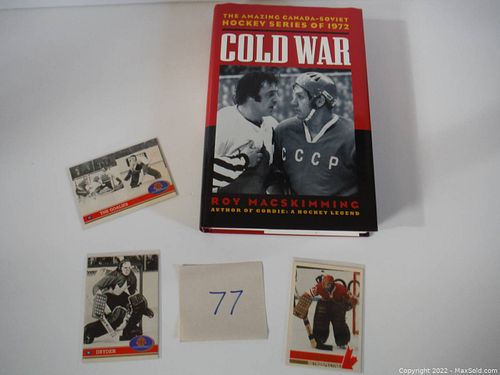 THE AMAZING CANADA-SOVIET
HOCKEY SERIES OF 1972
COLD WAR
CCCP
ROY MACSKIMMING
AUTHOR OF GORDIE: A HOCKEY LEGEND
THE GOALIES
DRYDEN
77
Copyright 2022 - MaxSold.com